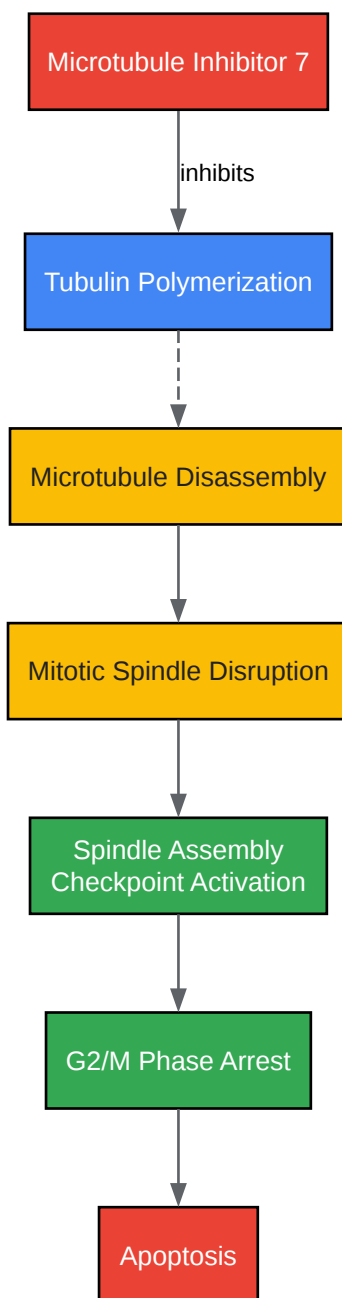 Microtubule Inhibitor 7
inhibits
Tubulin Polymerization
Microtubule Disassembly
Mitotic Spindle Disruption
Spindle Assembly
Checkpoint Activation
G2/M Phase Arrest
Apoptosis